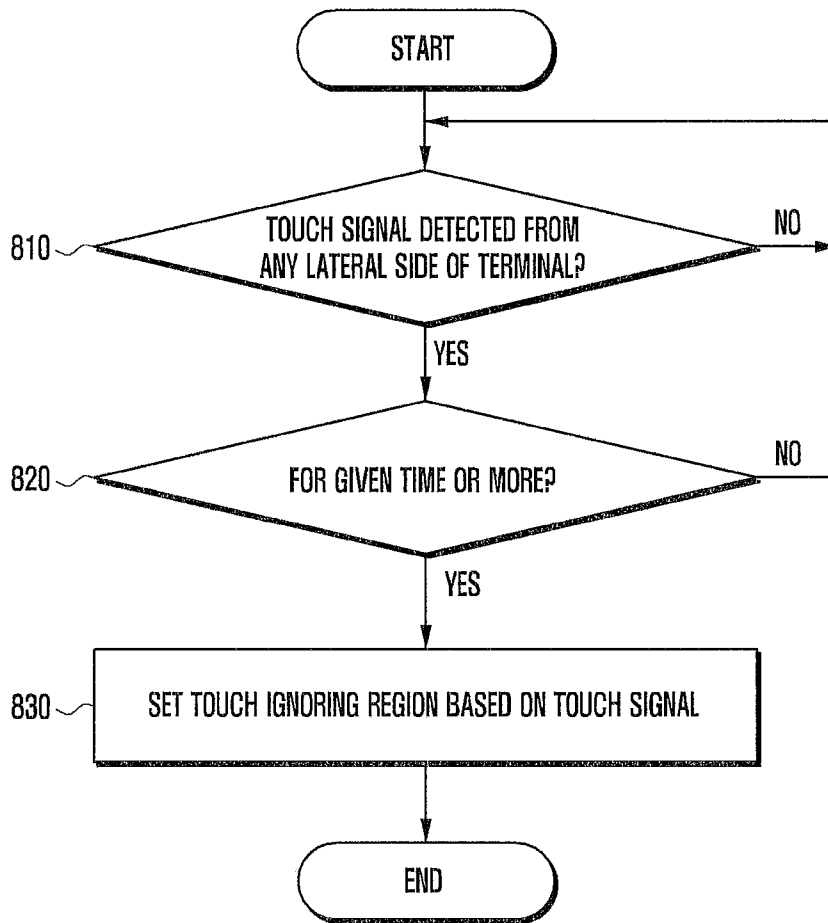 START
810
TOUCH SIGNAL DETECTED FROM
ANY LATERAL SIDE OF TERMINAL?
NO
YES
820
FOR GIVEN TIME OR MORE?
NO
YES
830
SET TOUCH IGNORING REGION BASED ON TOUCH SIGNAL
END